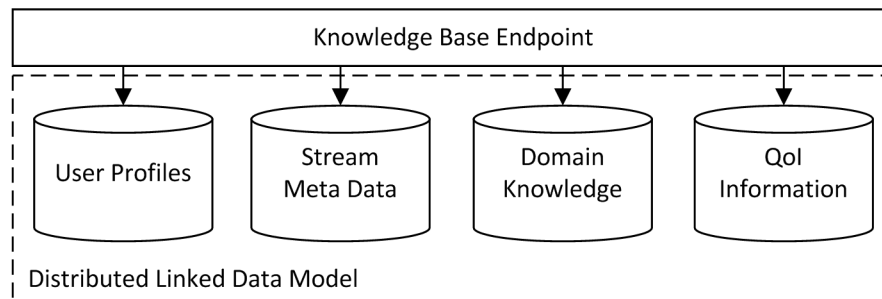 Knowledge Base Endpoint
User Profiles
Stream
Meta Data
Domain
Knowledge
QoI
Information
Distributed Linked Data Model